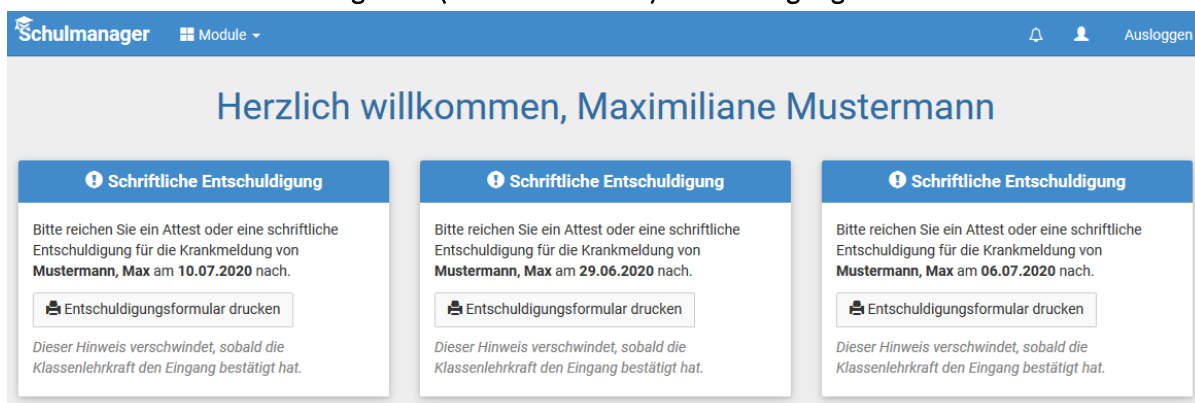 Schulmanager Module Ausloggen
Herzlich willkommen, Maximiliane Mustermann
Schriftliche Entschuldigung
Bitte reichen Sie ein Attest oder eine schriftliche
Entschuldigung für die Krankmeldung von
Mustermann, Max am 10.07.2020 nach.
Entschuldigungsformular drucken
Dieser Hinweis verschwindet, sobald die
Klassenlehrkraft den Eingang bestätigt hat.
Schriftliche Entschuldigung
Bitte reichen Sie ein Attest oder eine schriftliche
Entschuldigung für die Krankmeldung von
Mustermann, Max am 29.06.2020 nach.
Entschuldigungsformular drucken
Dieser Hinweis verschwindet, sobald die
Klassenlehrkraft den Eingang bestätigt hat.
Schriftliche Entschuldigung
Bitte reichen Sie ein Attest oder eine schriftliche
Entschuldigung für die Krankmeldung von
Mustermann, Max am 06.07.2020 nach.
Entschuldigungsformular drucken
Dieser Hinweis verschwindet, sobald die
Klassenlehrkraft den Eingang bestätigt hat.